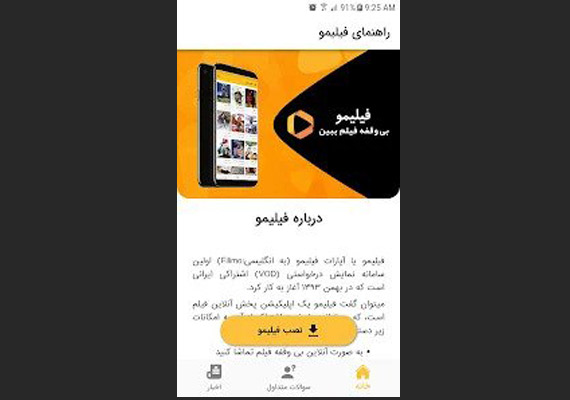 91% 9:25 AM
راهنمای فیلیمو
فیلیمو
بی وقفه فیلم ببین
درباره فیلیمو
فیلیمو یا آپارات فیلیمو (به انگلیسی:Filimo) اولین
سامانه نمایش درخواستی (VOD) اشتراکی ایرانی
است که در بهمن ۱۳۹۳ آغاز به کار کرد.
میتوان گفت فیلیمو یک اپلیکیشن پخش آنلاین فیلم
است، که امکانات
زیر
نصب فیلیمو
• به صورت آنلاین بی وقفه فیلم تماشا کنید
خانه
سوالات متداول
اخبار